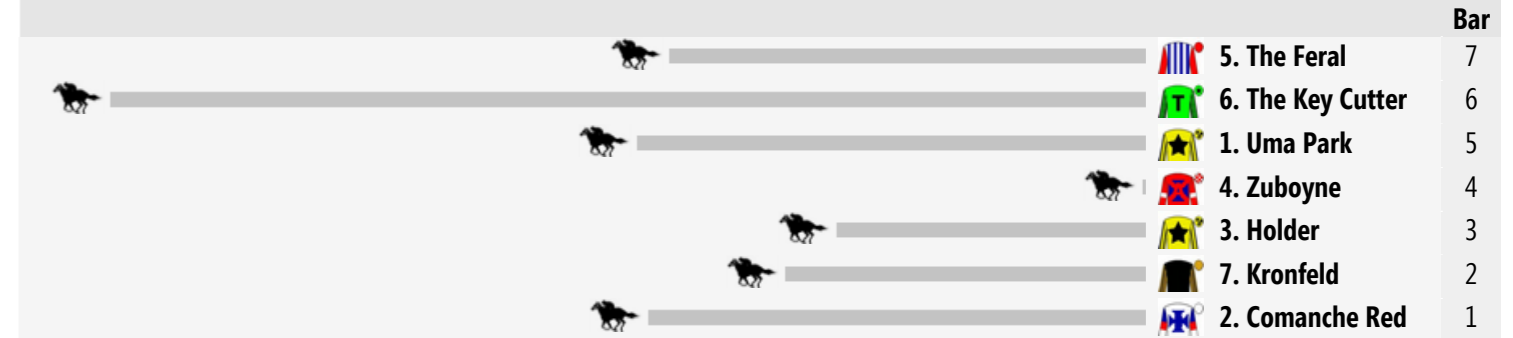 Bar
5. The Feral 7
T 6. The Key Cutter 6
1. Uma Park 5
4. Zuboyne 4
3. Holder 3
7. Kronfeld 2
2. Comanche Red 1